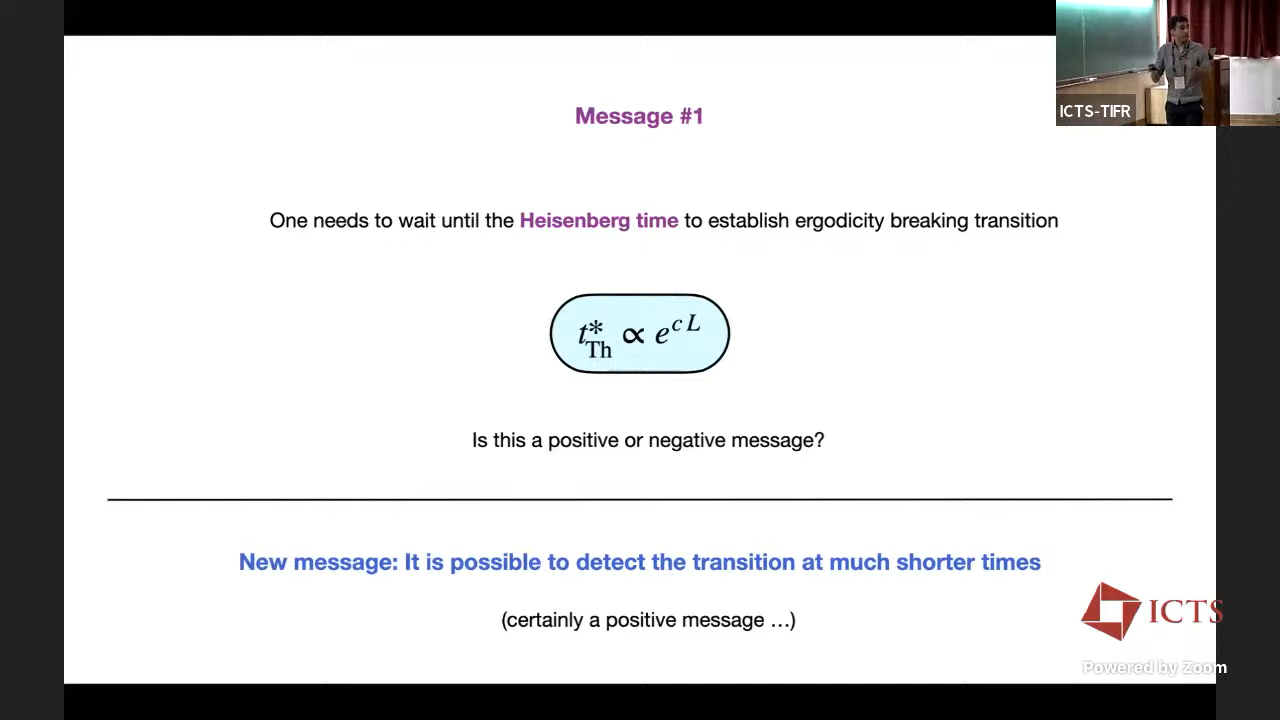 ICTS-TIFR
Message #1
One needs to wait until the Heisenberg time to establish ergodicity breaking transition
t*_Th ∝ e^{c L}
Is this a positive or negative message?
New message: It is possible to detect the transition at much shorter times
(certainly a positive message …)
ICTS
Powered by Zoom